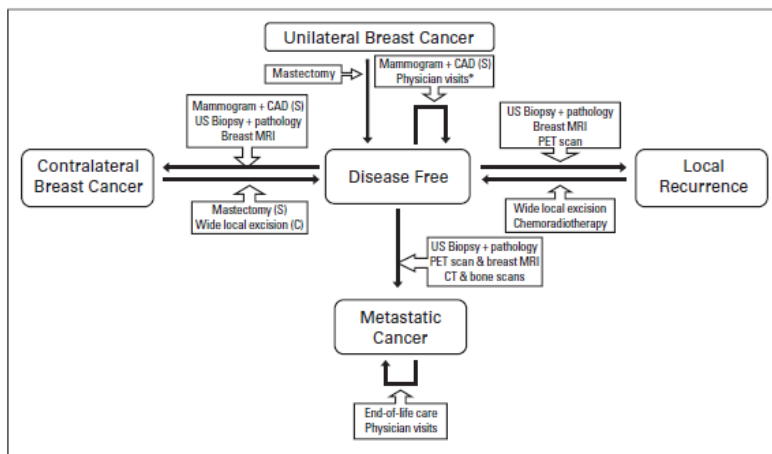 Unilateral Breast Cancer
Mastectomy
Mammogram + CAD (S)
Physician visits*
Mammogram + CAD (S)
US Biopsy + pathology
Breast MRI
US Biopsy + pathology
Breast MRI
PET scan
Contralateral
Breast Cancer
Disease Free
Local
Recurrence
Mastectomy (S)
Wide local excision (C)
Wide local excision
Chemoradiotherapy
US Biopsy + pathology
PET scan & breast MRI
CT & bone scans
Metastatic
Cancer
End-of-life care
Physician visits